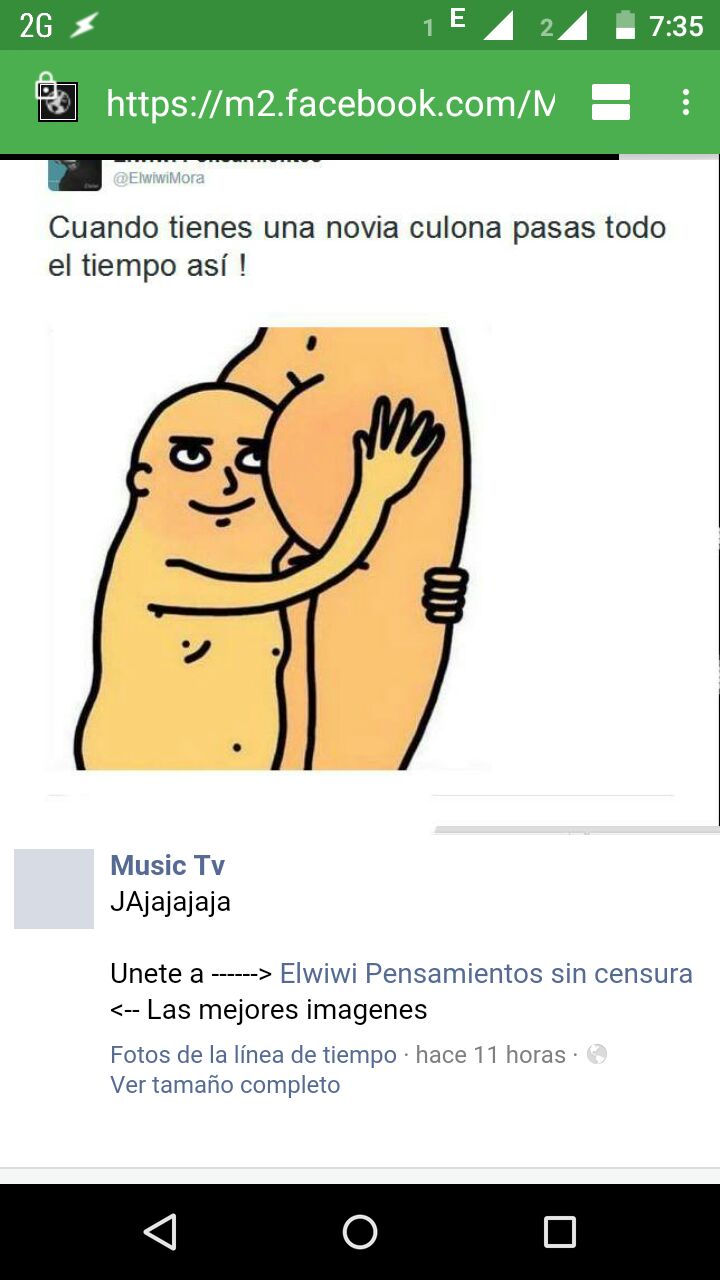 2G
1 E 2 7:35
https://m2.facebook.com/M
@ElwiwiMora
Cuando tienes una novia culona pasas todo
el tiempo así !
Music Tv
JAjajajaja
Unete a ------> Elwiwi Pensamientos sin censura
<-- Las mejores imagenes
Fotos de la línea de tiempo · hace 11 horas ·
Ver tamaño completo